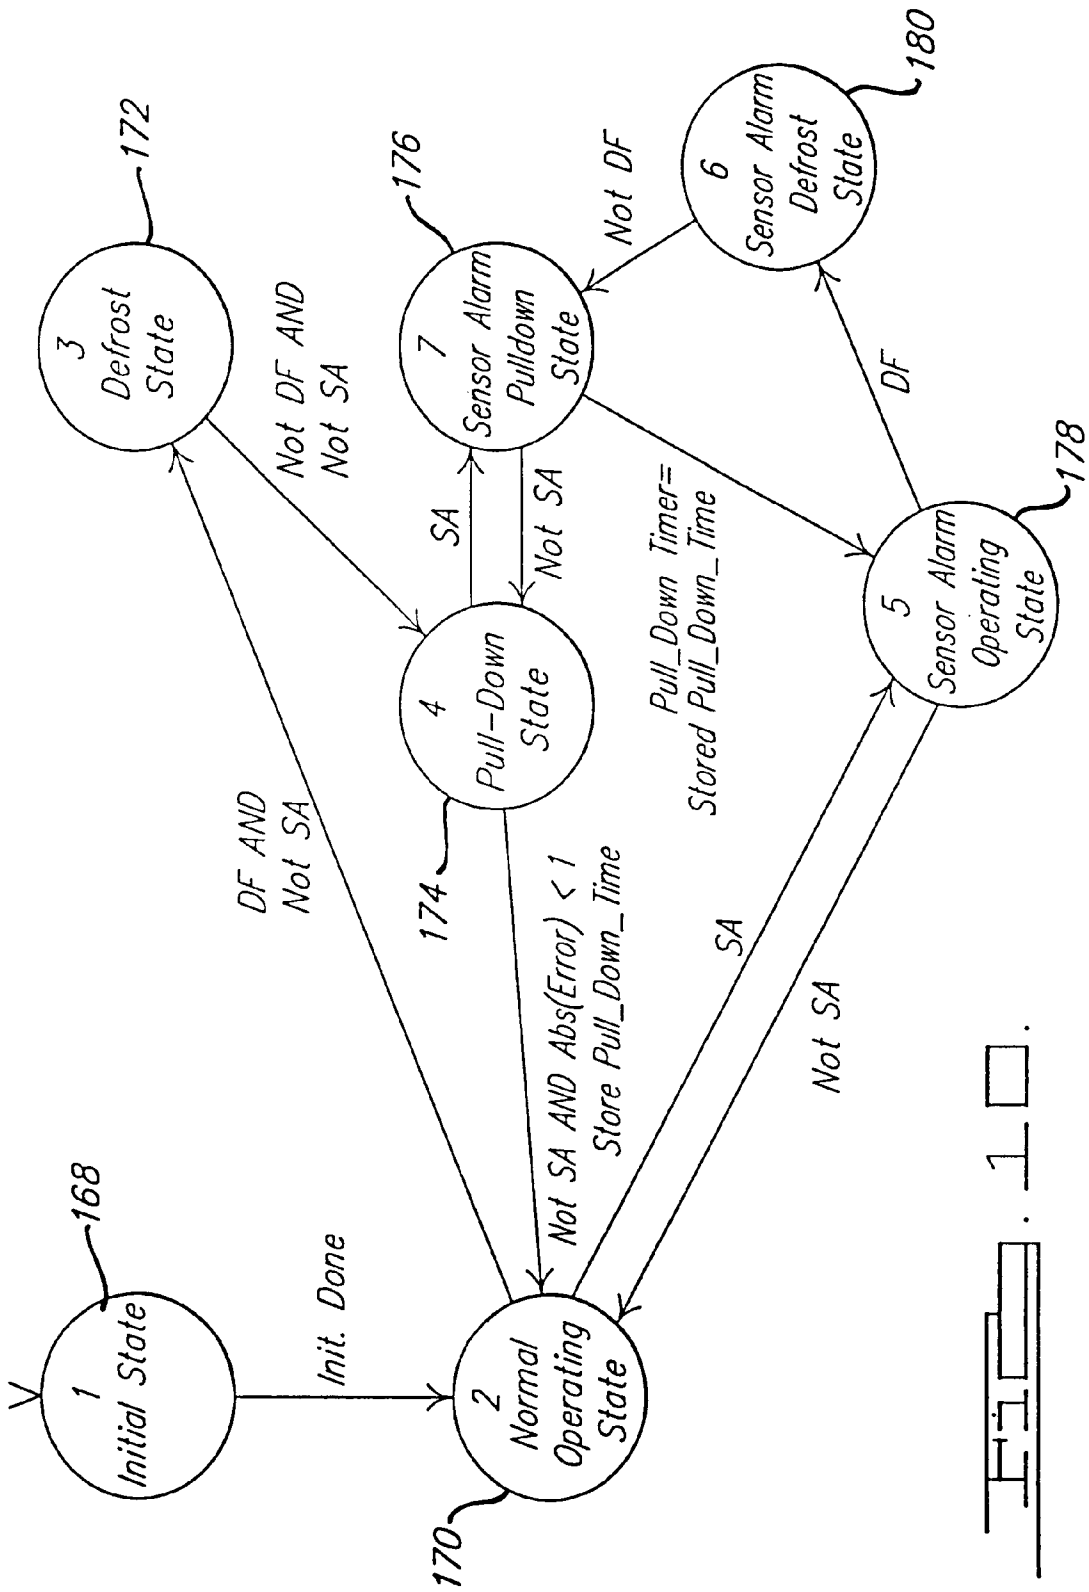 1
Initial State
168
Init. Done
2
Normal
Operating
State
170
DF AND
Not SA
3
Defrost
State
172
Not DF AND
Not SA
4
Pull-Down
State
174
SA
Not SA
7
Sensor Alarm
Pulldown
State
176
Not SA AND Abs(Error) < 1
Store Pull_Down_Time
Pull_Down Timer=
Stored Pull_Down_Time
Not DF
6
Sensor Alarm
Defrost
State
180
DF
5
Sensor Alarm
Operating
State
178
SA
Not SA
Fig. 10.